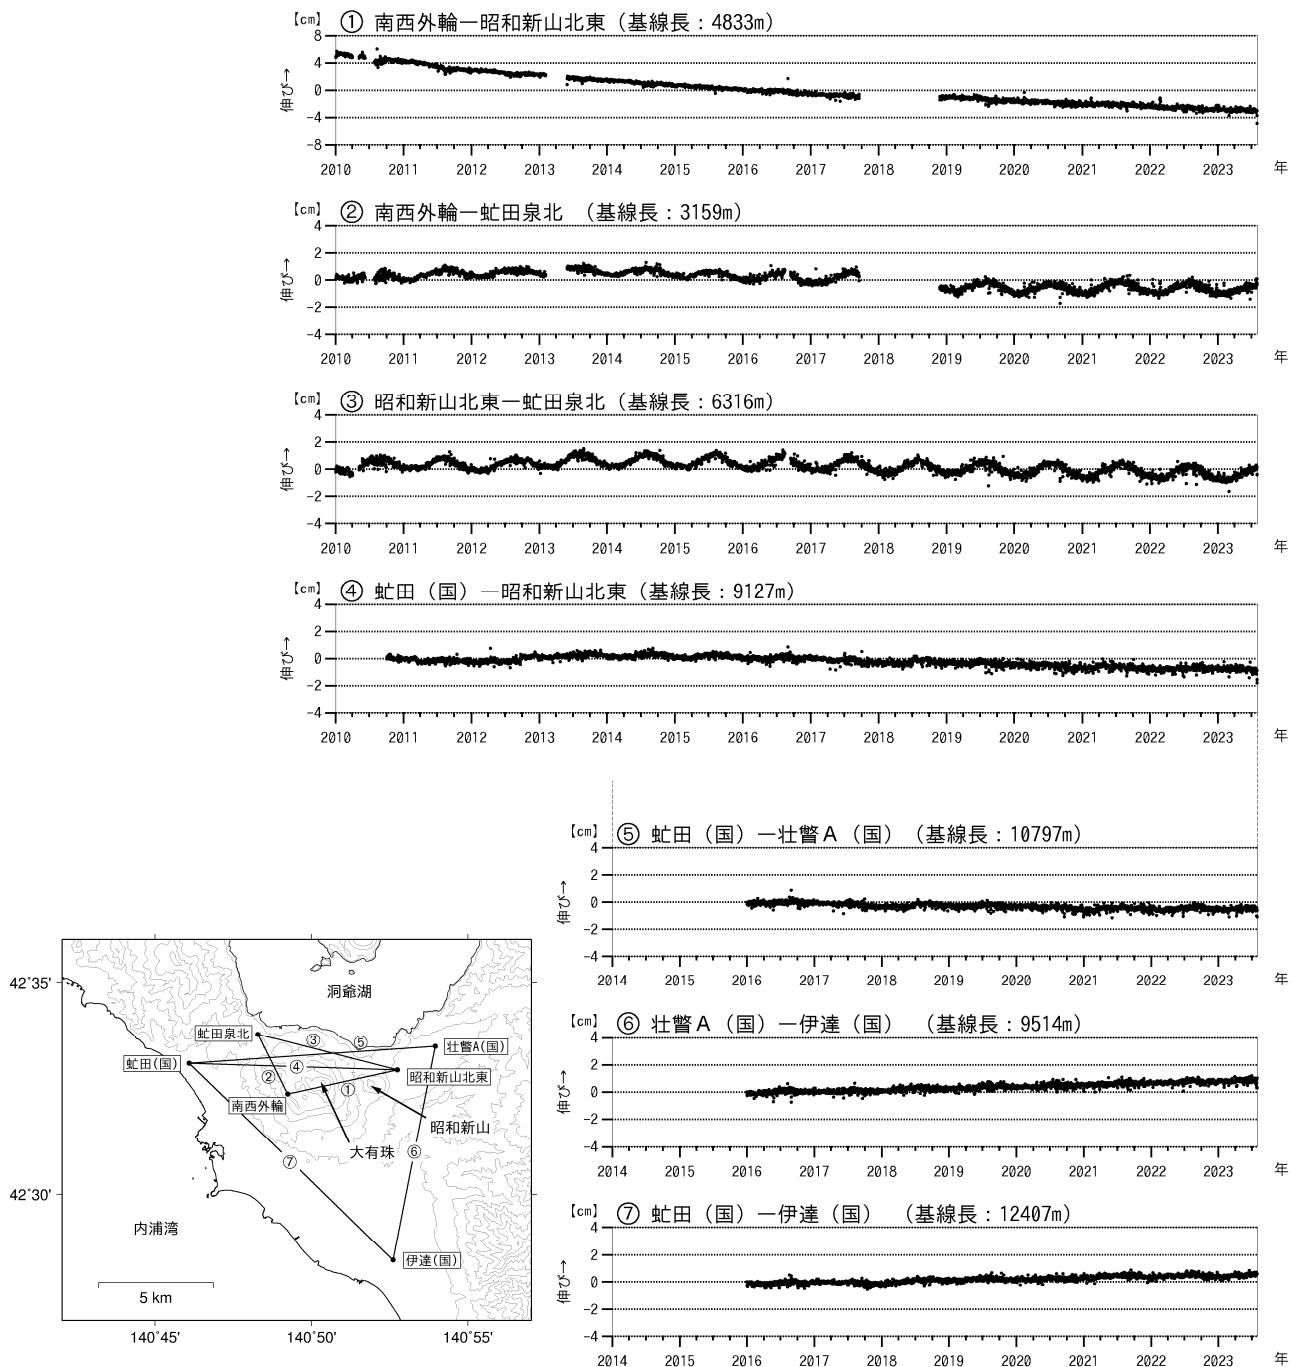 【cm】 ① 南西外輪ー昭和新山北東（基線長：4833m）
8
4
0
-4
-8
伸び→
2010 2011 2012 2013 2014 2015 2016 2017 2018 2019 2020 2021 2022 2023 年
【cm】 ② 南西外輪ー虻田泉北 （基線長：3159m）
4
2
0
-2
-4
伸び→
2010 2011 2012 2013 2014 2015 2016 2017 2018 2019 2020 2021 2022 2023 年
【cm】 ③ 昭和新山北東ー虻田泉北（基線長：6316m）
4
2
0
-2
-4
伸び→
2010 2011 2012 2013 2014 2015 2016 2017 2018 2019 2020 2021 2022 2023 年
【cm】 ④ 虻田（国）―昭和新山北東（基線長：9127m）
4
2
0
-2
-4
伸び→
2010 2011 2012 2013 2014 2015 2016 2017 2018 2019 2020 2021 2022 2023 年
【cm】 ⑤ 虻田（国）ー壮瞥Ａ（国）（基線長：10797m）
4
2
0
-2
-4
伸び→
2014 2015 2016 2017 2018 2019 2020 2021 2022 2023 年
【cm】 ⑥ 壮瞥Ａ（国）ー伊達（国） （基線長：9514m）
4
2
0
-2
-4
伸び→
2014 2015 2016 2017 2018 2019 2020 2021 2022 2023 年
【cm】 ⑦ 虻田（国）ー伊達（国） （基線長：12407m）
4
2
0
-2
-4
伸び→
2014 2015 2016 2017 2018 2019 2020 2021 2022 2023 年
42˚35'
42˚30'
洞爺湖
虻田泉北
③
⑤
壮瞥A(国)
虻田(国)
④
②
昭和新山北東
①
南西外輪
昭和新山
大有珠
⑥
⑦
内浦湾
伊達(国)
5 km
140˚45' 140˚50' 140˚55'